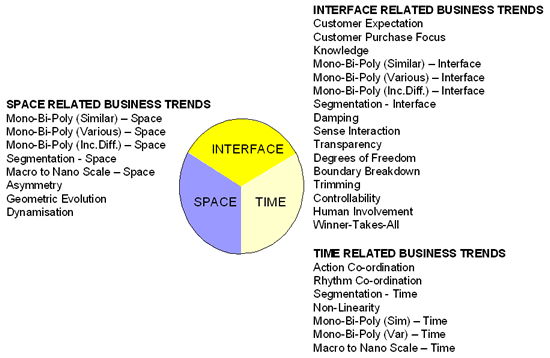 INTERFACE RELATED BUSINESS TRENDS
Customer Expectation
Customer Purchase Focus
Knowledge
Mono-Bi-Poly (Similar) – Interface
Mono-Bi-Poly (Various) – Interface
Mono-Bi-Poly (Inc.Diff.) – Interface
Segmentation - Interface
Damping
Sense Interaction
Transparency
Degrees of Freedom
Boundary Breakdown
Trimming
Controllability
Human Involvement
Winner-Takes-All
SPACE RELATED BUSINESS TRENDS
Mono-Bi-Poly (Similar) – Space
Mono-Bi-Poly (Various) – Space
Mono-Bi-Poly (Inc.Diff.) – Space
Segmentation - Space
Macro to Nano Scale – Space
Asymmetry
Geometric Evolution
Dynamisation
INTERFACE
SPACE
TIME
TIME RELATED BUSINESS TRENDS
Action Co-ordination
Rhythm Co-ordination
Segmentation - Time
Non-Linearity
Mono-Bi-Poly (Sim) – Time
Mono-Bi-Poly (Var) – Time
Macro to Nano Scale – Time